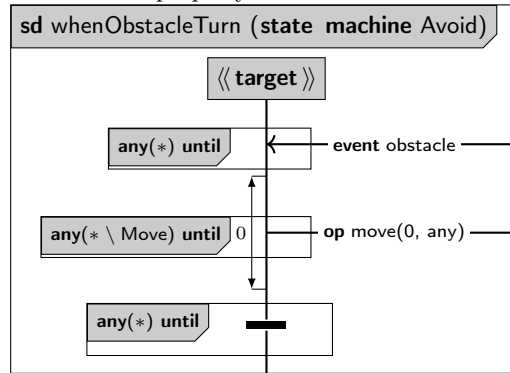 sd whenObstacleTurn (state machine Avoid)
⟪ target ⟫
any(∗) until
event obstacle
any(∗ \ Move) until
0
op move(0, any)
any(∗) until